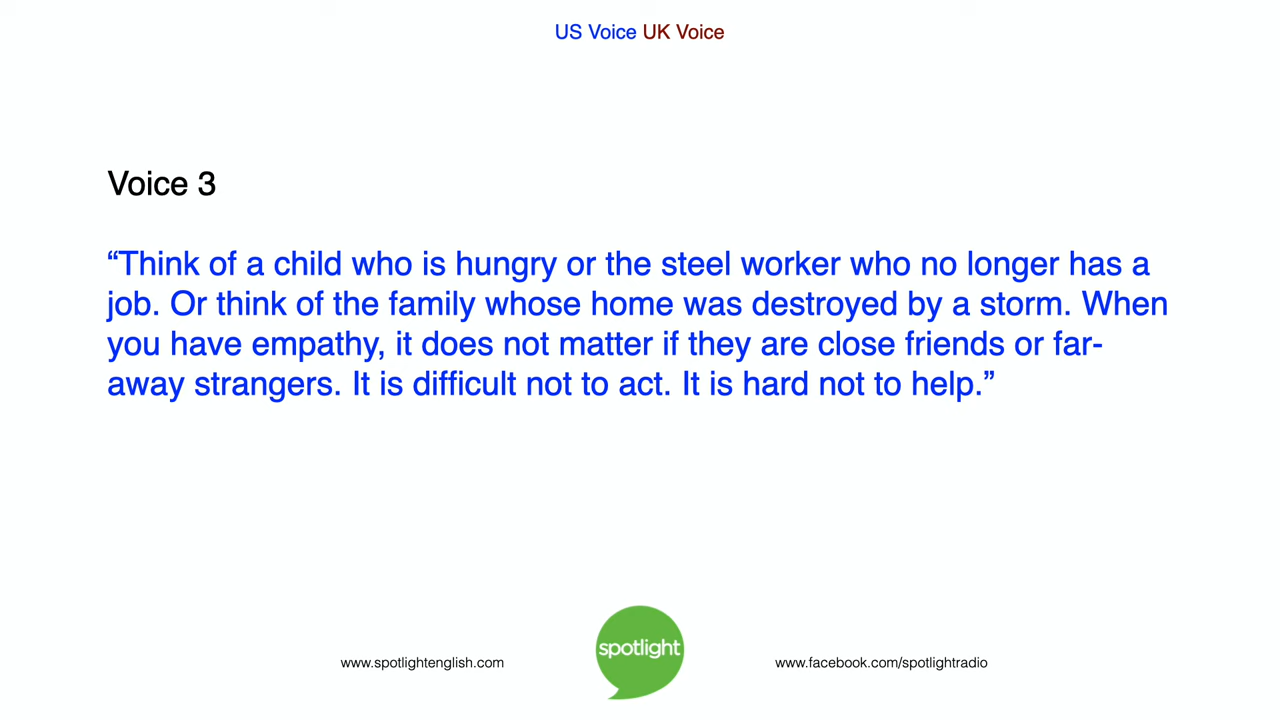 US Voice UK Voice
Voice 3
“Think of a child who is hungry or the steel worker who no longer has a
job. Or think of the family whose home was destroyed by a storm. When
you have empathy, it does not matter if they are close friends or far-
away strangers. It is difficult not to act. It is hard not to help.”
www.spotlightenglish.com
spotlight
www.facebook.com/spotlightradio